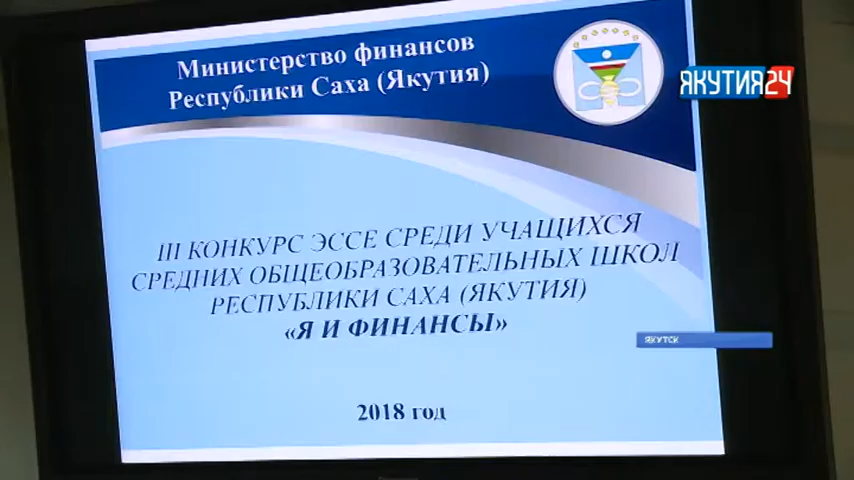 Министерство финансов
Республики Саха (Якутия)
ЯКУТИЯ24
III КОНКУРС ЭССЕ СРЕДИ УЧАЩИХСЯ
СРЕДНИХ ОБЩЕОБРАЗОВАТЕЛЬНЫХ ШКОЛ
РЕСПУБЛИКИ САХА (ЯКУТИЯ)
«Я И ФИНАНСЫ»
ЯКУТСК
2018 год